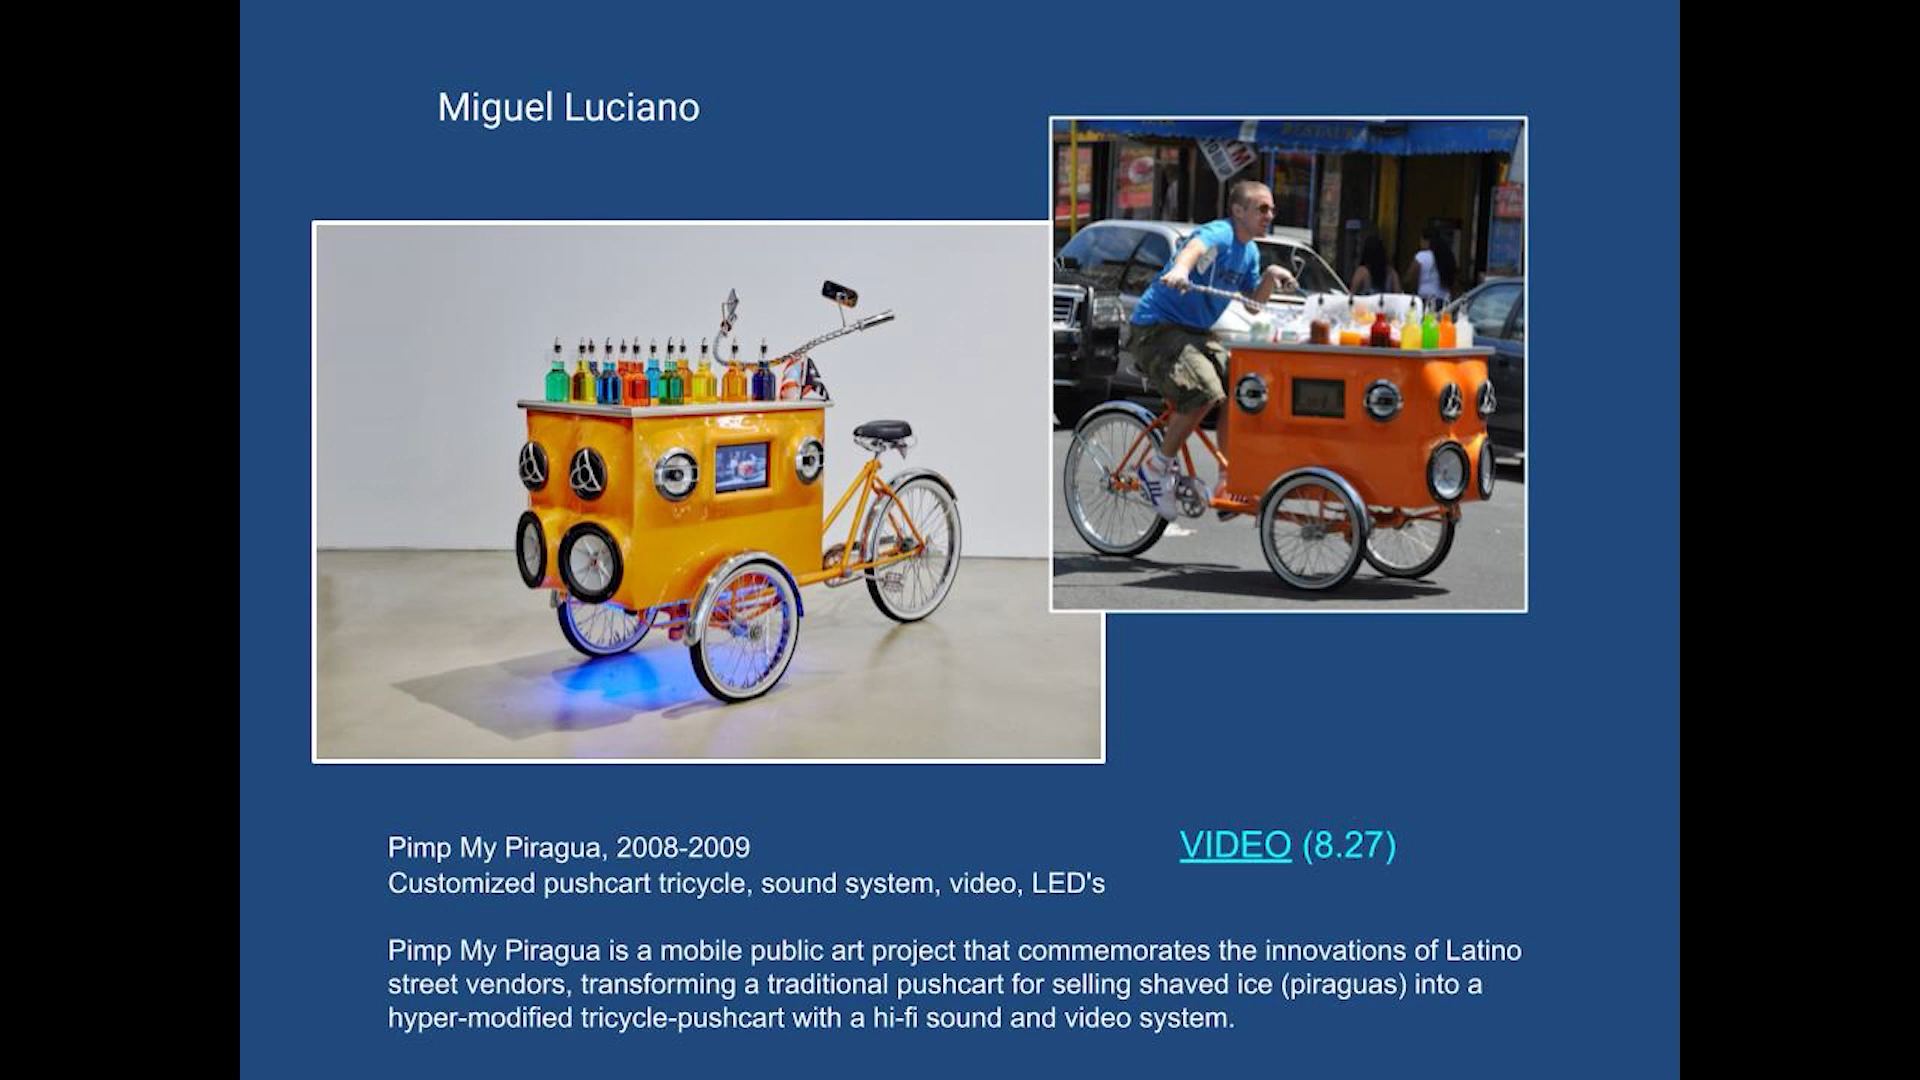 Miguel Luciano
RESTAURA
Pimp My Piragua, 2008-2009
VIDEO (8.27)
Customized pushcart tricycle, sound system, video, LED's
Pimp My Piragua is a mobile public art project that commemorates the innovations of Latino
street vendors, transforming a traditional pushcart for selling shaved ice (piraguas) into a
hyper-modified tricycle-pushcart with a hi-fi sound and video system.